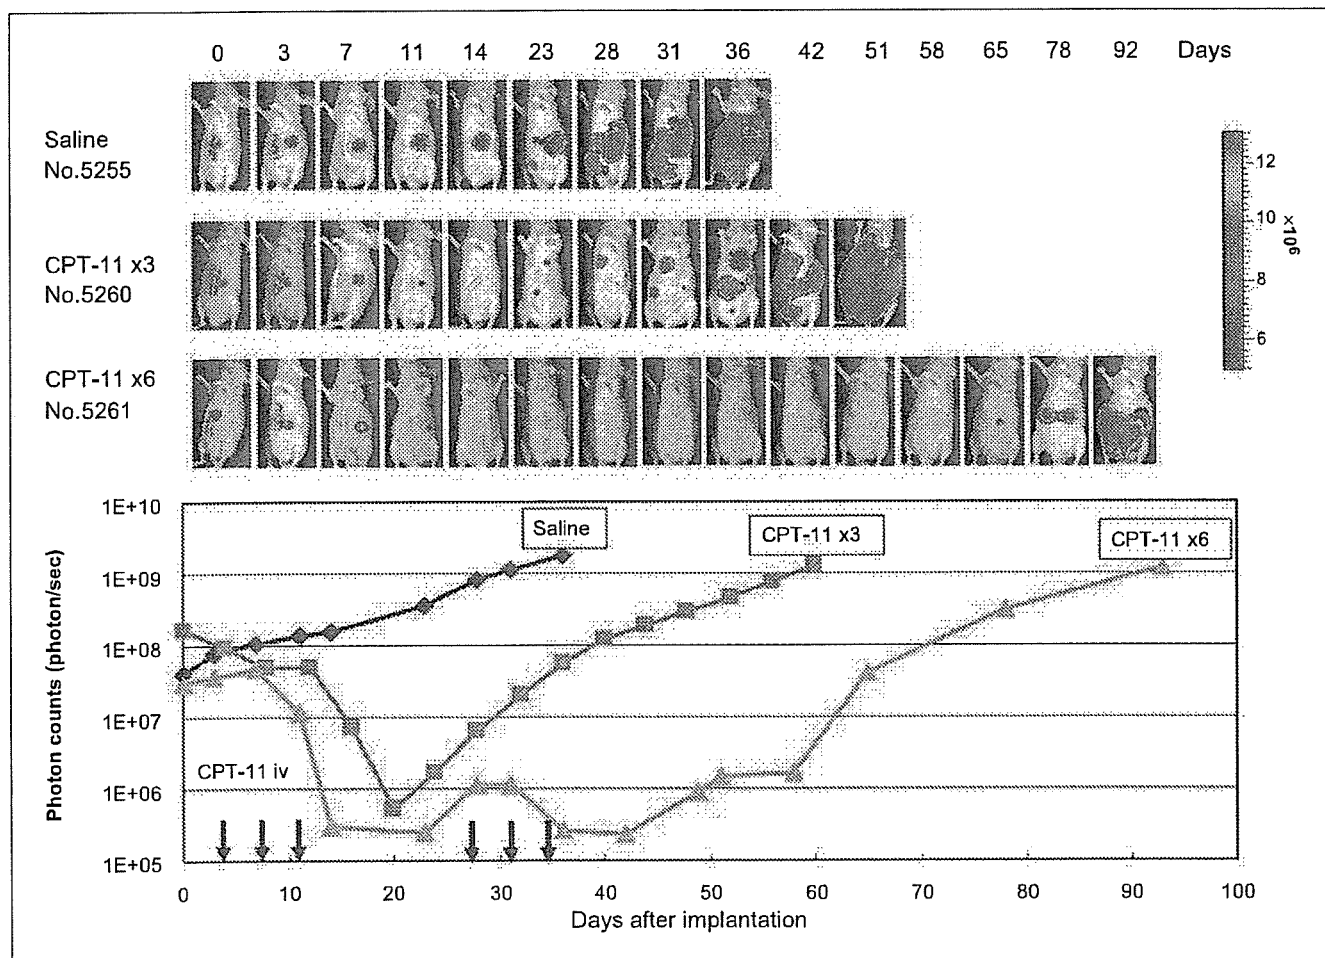 0 3 7 11 14 23 28 31 36 42 51 58 65 78 92 Days
Saline
No.5255
CPT-11 x3
No.5260
CPT-11 x6
No.5261
12
10
8
6
×10⁶
1E+10
1E+09
1E+08
1E+07
1E+06
1E+05
Photon counts (photon/sec)
Saline
CPT-11 x3
CPT-11 x6
CPT-11 iv
0 10 20 30 40 50 60 70 80 90 100
Days after implantation